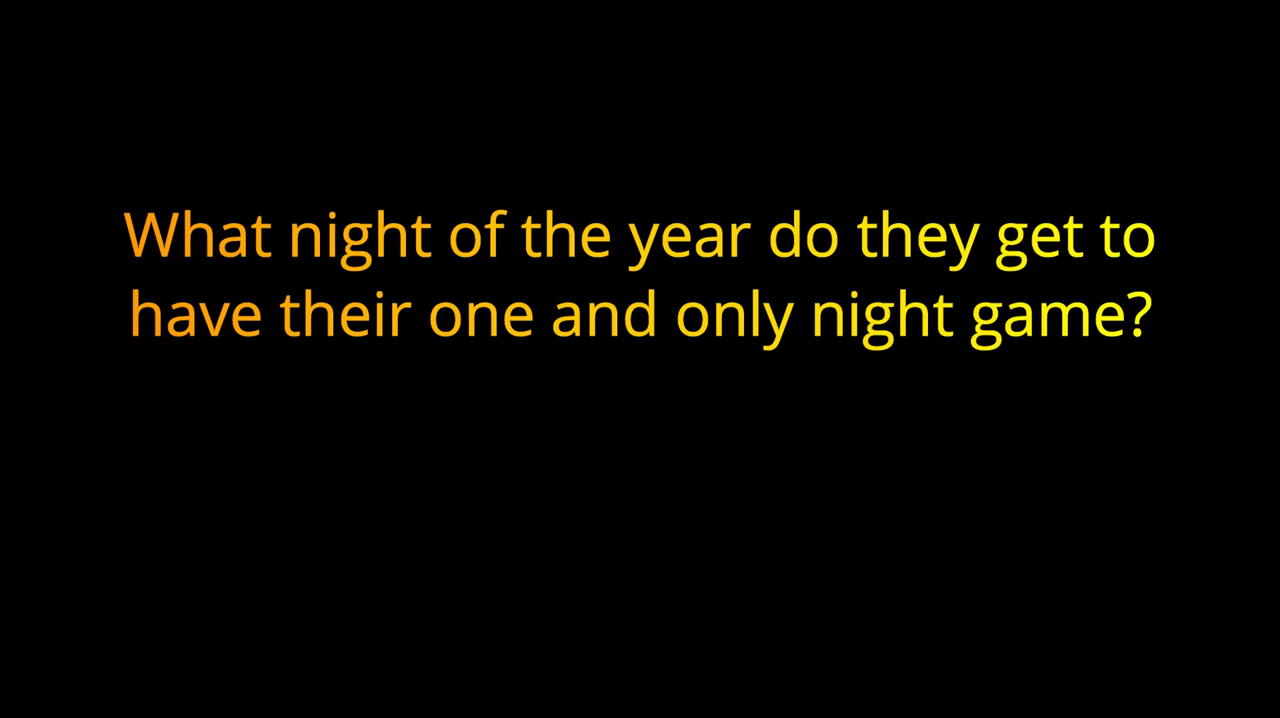 What night of the year do they get to
have their one and only night game?